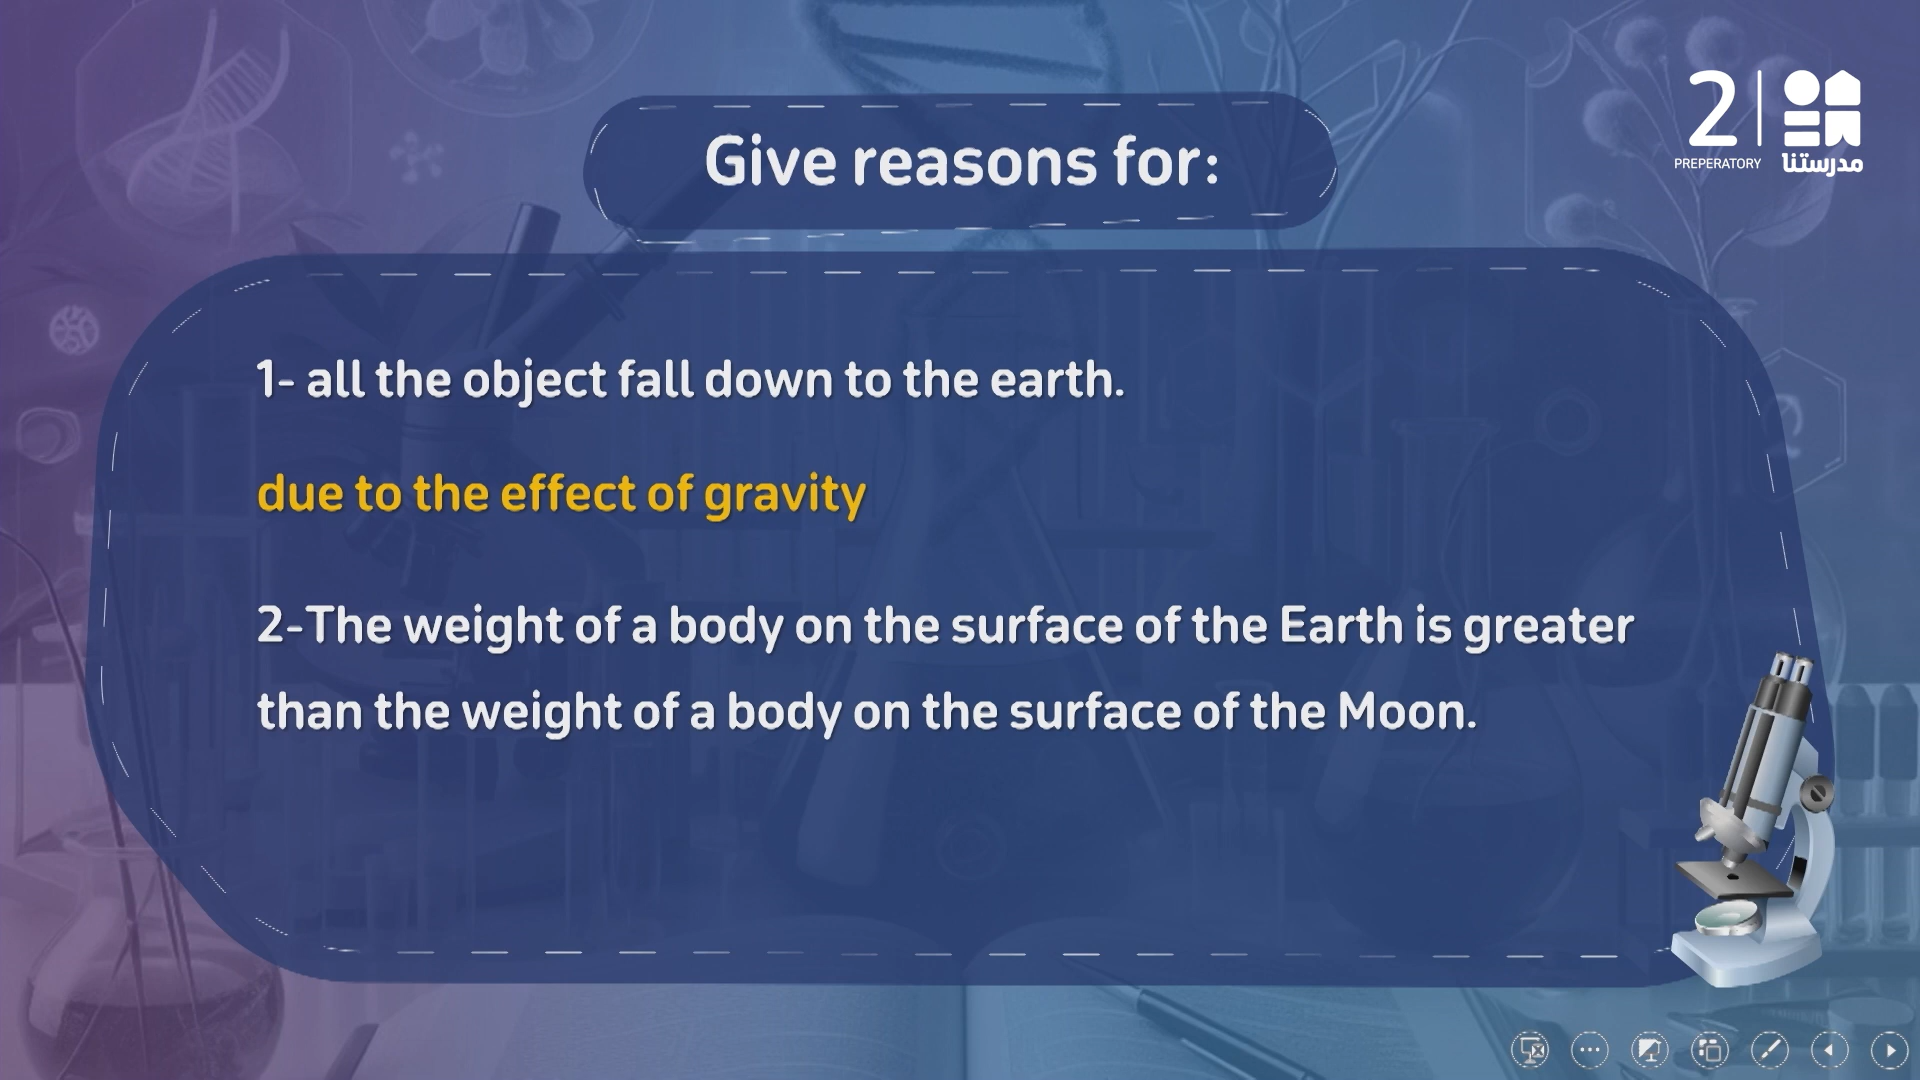 2
PREPERATORY
مدرستنا
Give reasons for:
1- all the object fall down to the earth.
due to the effect of gravity
2-The weight of a body on the surface of the Earth is greater
than the weight of a body on the surface of the Moon.